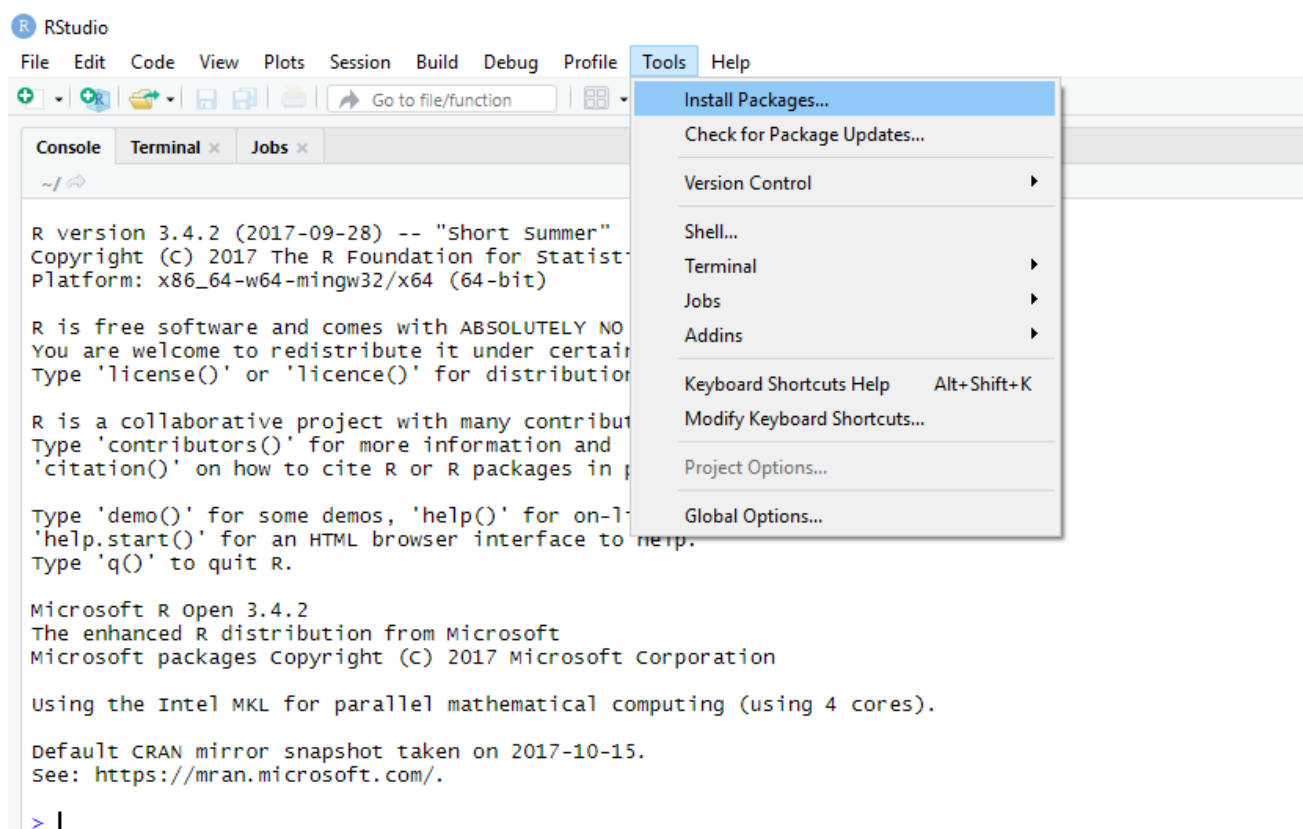 R RStudio
File Edit Code View Plots Session Build Debug Profile Tools Help
R Go to file/function
Install Packages...
Check for Package Updates...
Version Control
Shell...
Terminal
Jobs
Addins
Keyboard Shortcuts Help Alt+Shift+K
Modify Keyboard Shortcuts...
Project Options...
Global Options...
Console Terminal × Jobs ×
~/
R version 3.4.2 (2017-09-28) -- "Short Summer"
Copyright (C) 2017 The R Foundation for Statist
Platform: x86_64-w64-mingw32/x64 (64-bit)
R is free software and comes with ABSOLUTELY NO
You are welcome to redistribute it under certain
Type 'license()' or 'licence()' for distribution
R is a collaborative project with many contribut
Type 'contributors()' for more information and
'citation()' on how to cite R or R packages in p
Type 'demo()' for some demos, 'help()' for on-li
'help.start()' for an HTML browser interface to help.
Type 'q()' to quit R.
Microsoft R Open 3.4.2
The enhanced R distribution from Microsoft
Microsoft packages Copyright (C) 2017 Microsoft Corporation
Using the Intel MKL for parallel mathematical computing (using 4 cores).
Default CRAN mirror snapshot taken on 2017-10-15.
See: https://mran.microsoft.com/.
>